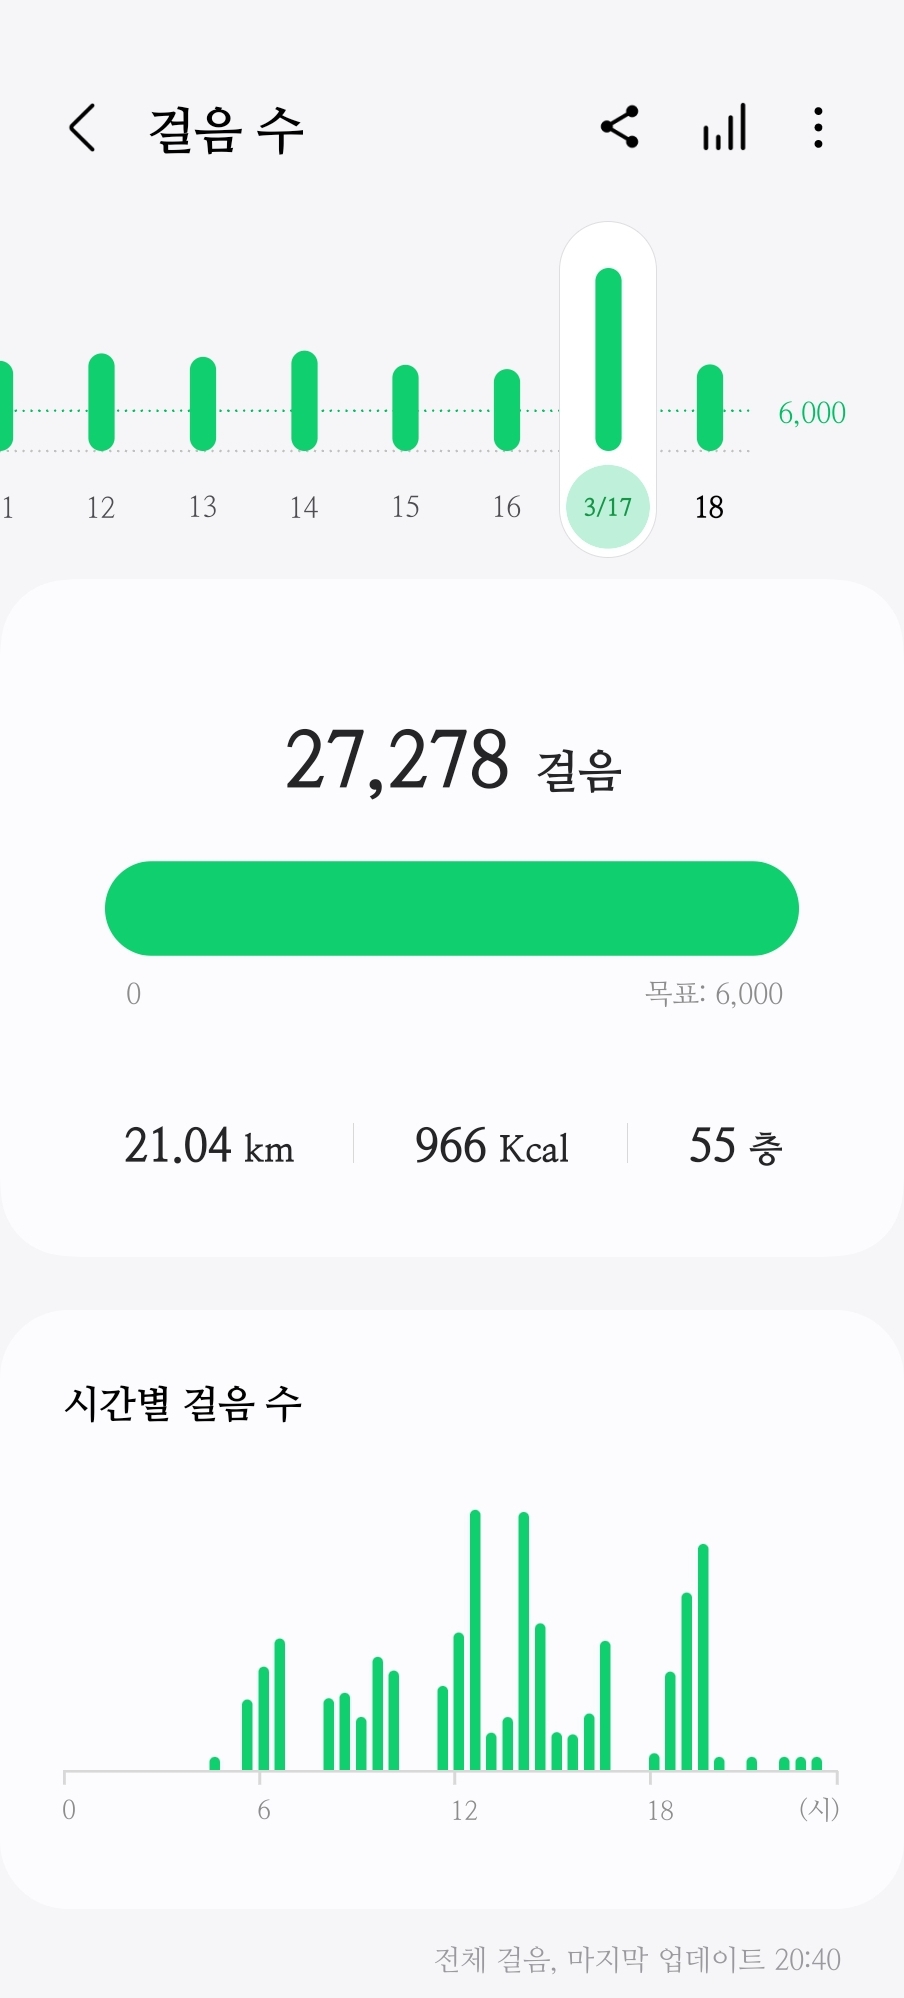 걸음 수
6,000
1 12 13 14 15 16 3/17 18
27,278 걸음
0 목표: 6,000
21.04 km 966 Kcal 55 층
시간별 걸음 수
0 6 12 18 (시)
전체 걸음, 마지막 업데이트 20:40